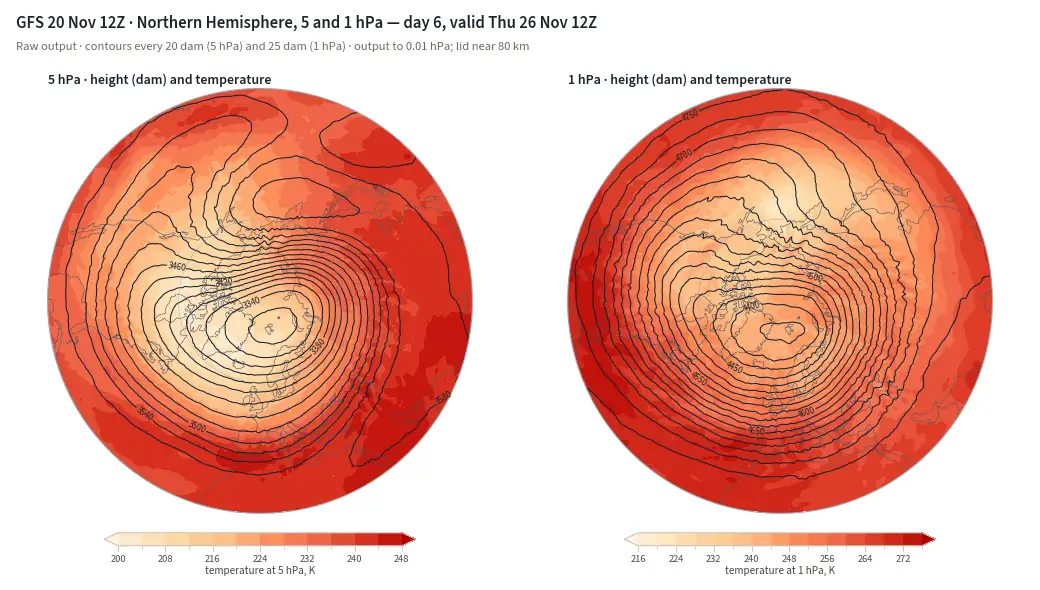 GFS 20 Nov 12Z · Northern Hemisphere, 5 and 1 hPa — day 6, valid Thu 26 Nov 12Z
Raw output · contours every 20 dam (5 hPa) and 25 dam (1 hPa) · output to 0.01 hPa; lid near 80 km
5 hPa · height (dam) and temperature
1 hPa · height (dam) and temperature
3460
3340
3380
3540
3500
4750
4700
4500
4450
4550
4600
4650
200 208 216 224 232 240 248
temperature at 5 hPa, K
216 224 232 240 248 256 264 272
temperature at 1 hPa, K